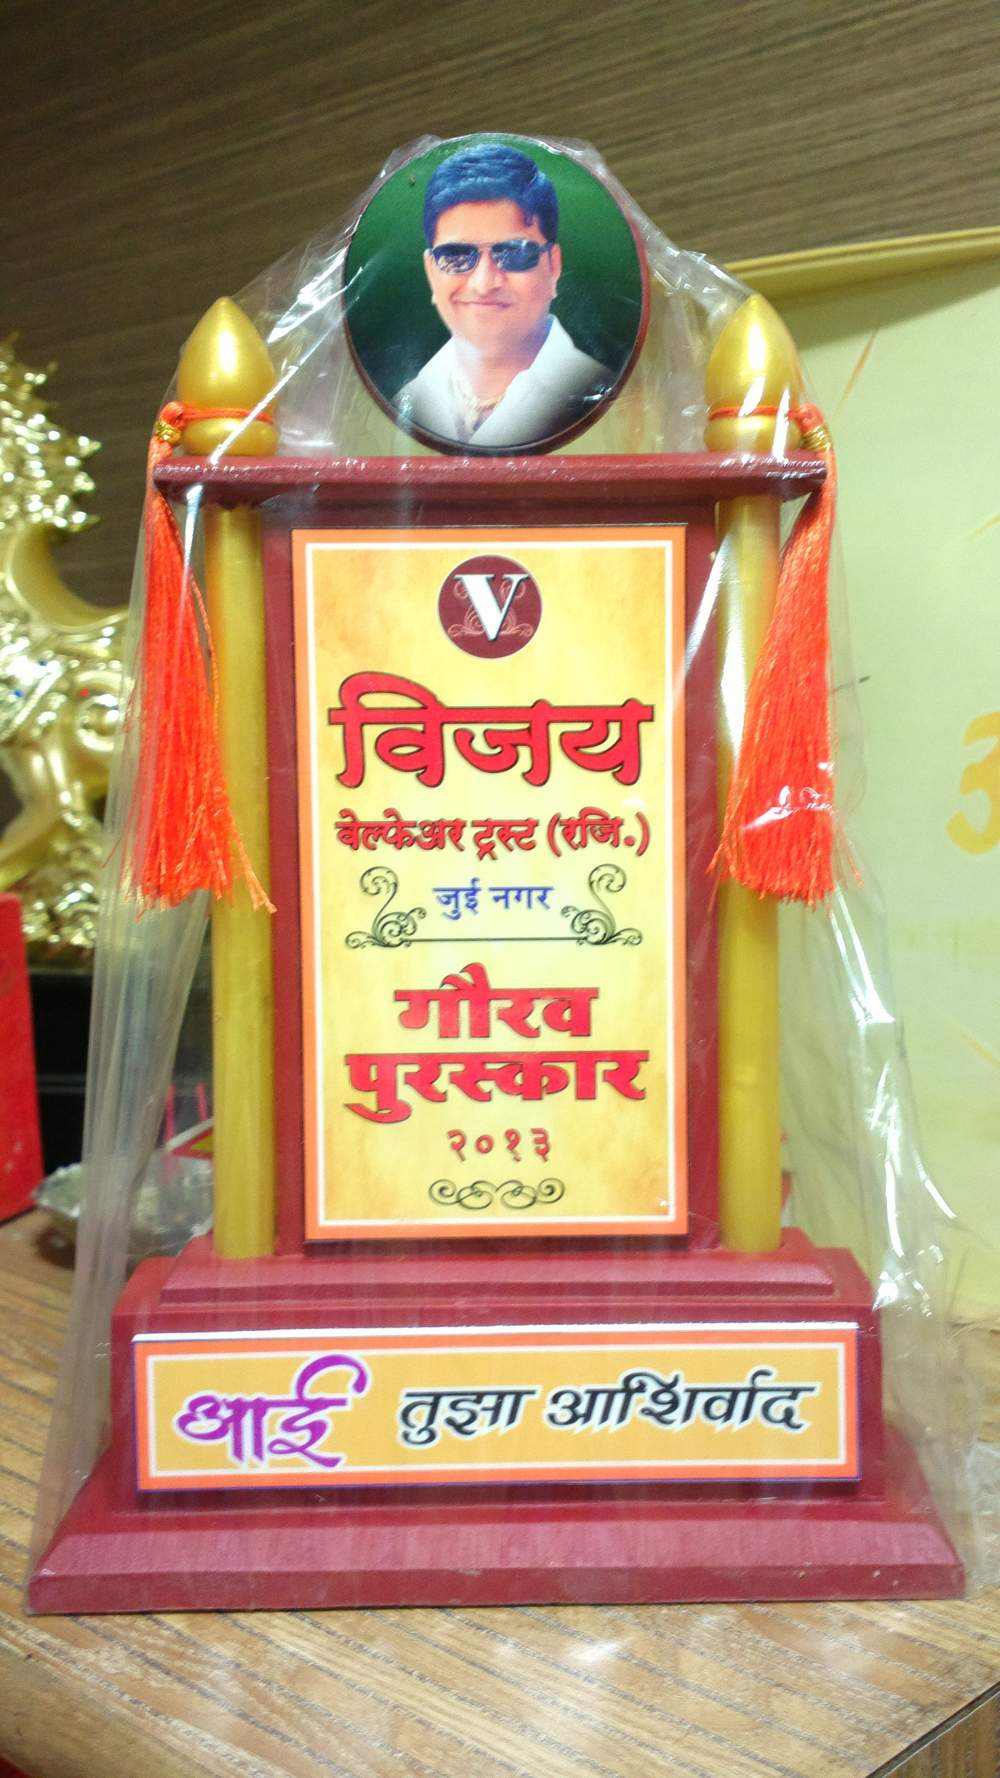 V
विजय
वेल्फेअर ट्रस्ट (रजि.)
जुई नगर
गौरव
पुरस्कार
२०१३
आई तुझा आशिर्वाद